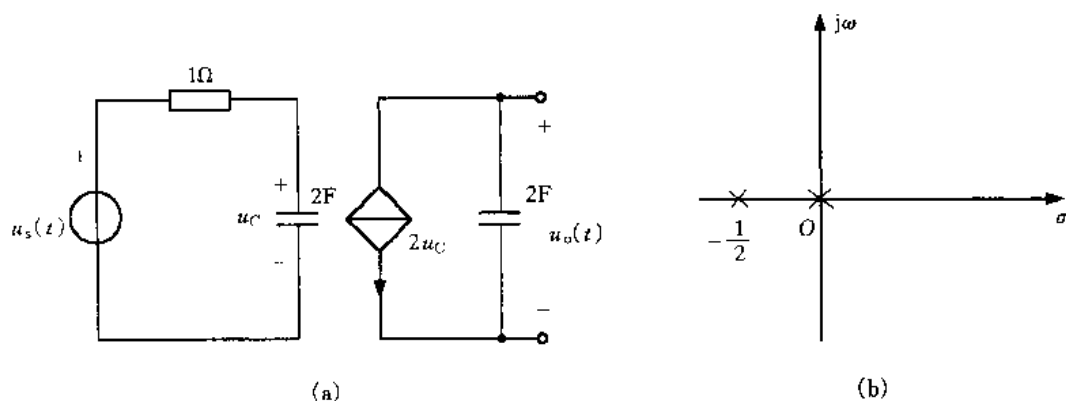 1Ω
+
u_s(t)
+
u_C
−
2F
2u_C
2F
+
u_o(t)
−
(a)
jω
−1/2
O
σ
(b)